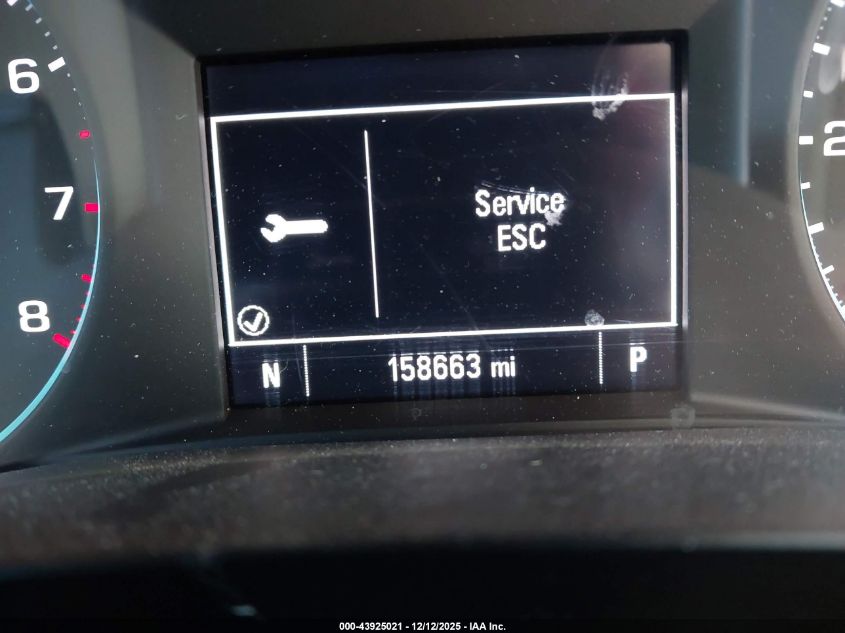 6
7
8
2
Service
ESC
N 158663 mi P
000-43925021 - 12/12/2025 - IAA Inc.